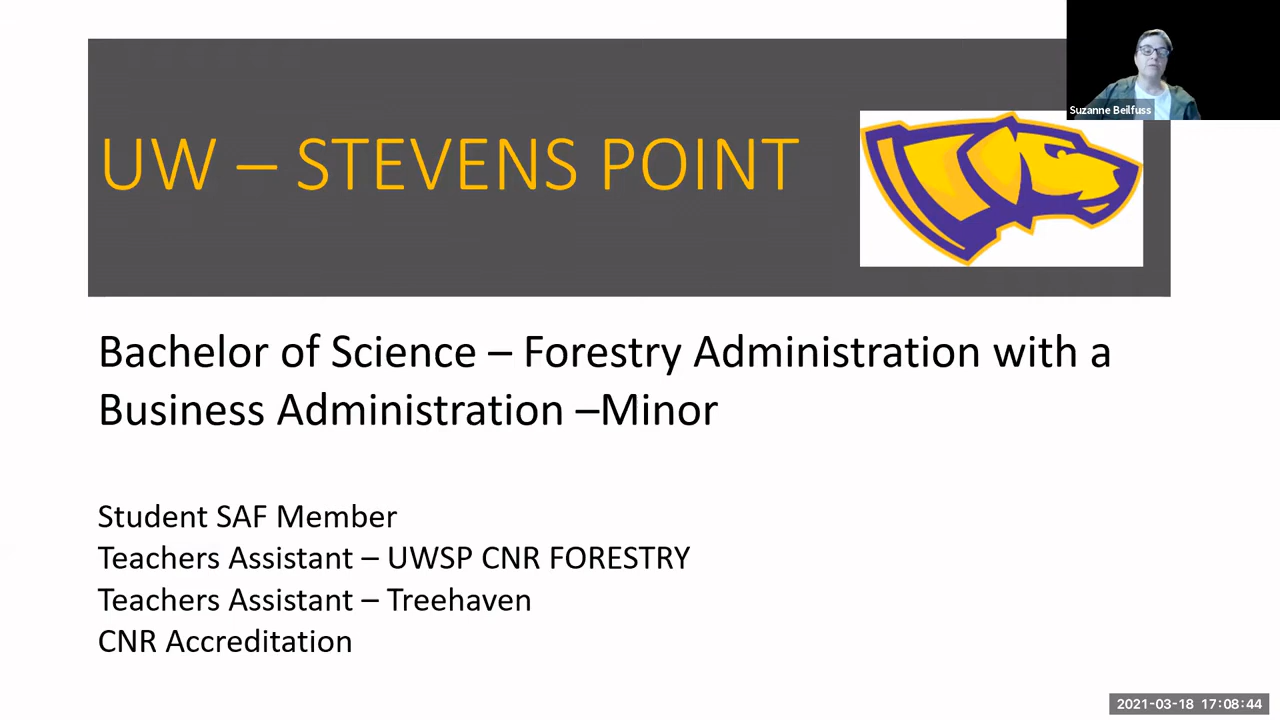 UW – STEVENS POINT
Suzanne Beilfuss
Bachelor of Science – Forestry Administration with a
Business Administration –Minor
Student SAF Member
Teachers Assistant – UWSP CNR FORESTRY
Teachers Assistant – Treehaven
CNR Accreditation
2021-03-18 17:08:44